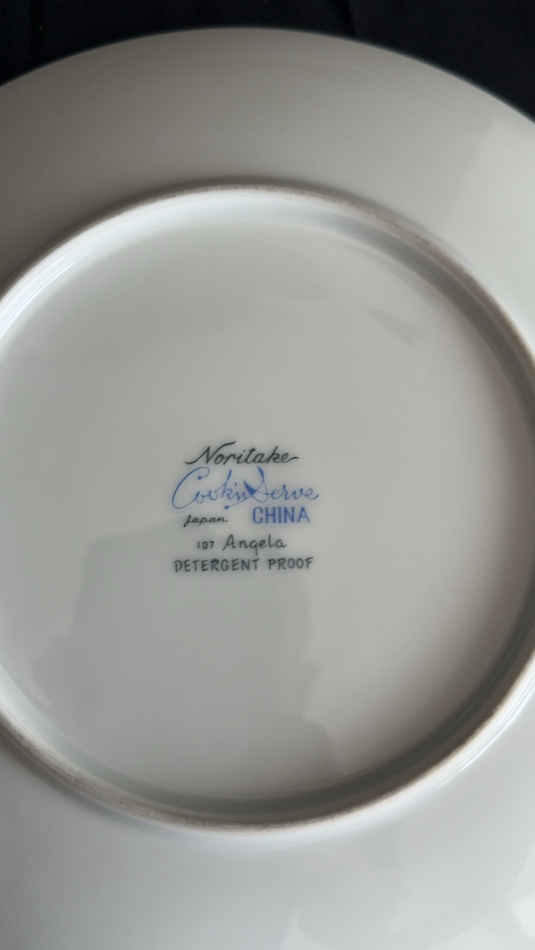 Noritake
Cook'n Serve
Japan CHINA
107 Angela
DETERGENT PROOF